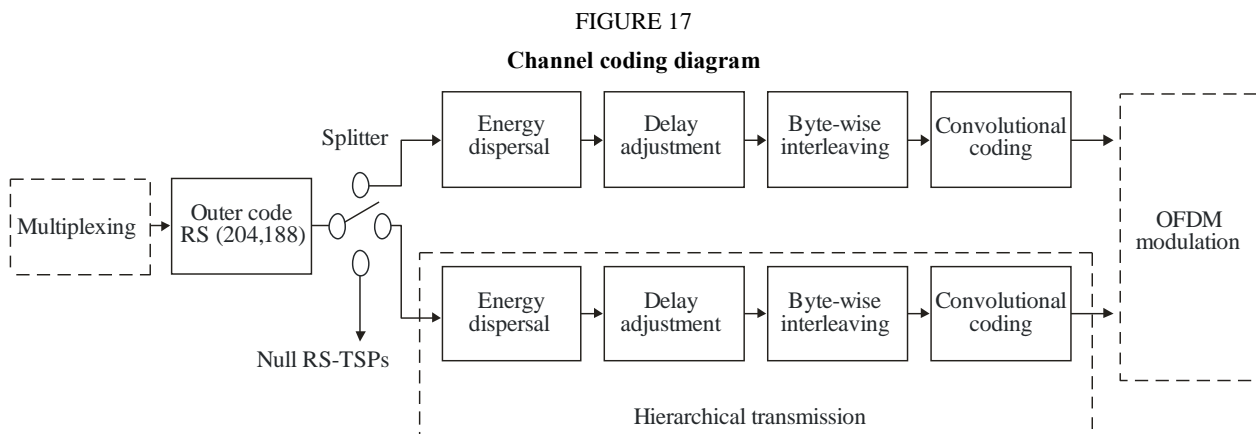 FIGURE 17
Channel coding diagram
Splitter
Energy
dispersal
Delay
adjustment
Byte-wise
interleaving
Convolutional
coding
Multiplexing
Outer code
RS (204,188)
OFDM
modulation
Energy
dispersal
Delay
adjustment
Byte-wise
interleaving
Convolutional
coding
Null RS-TSPs
Hierarchical transmission